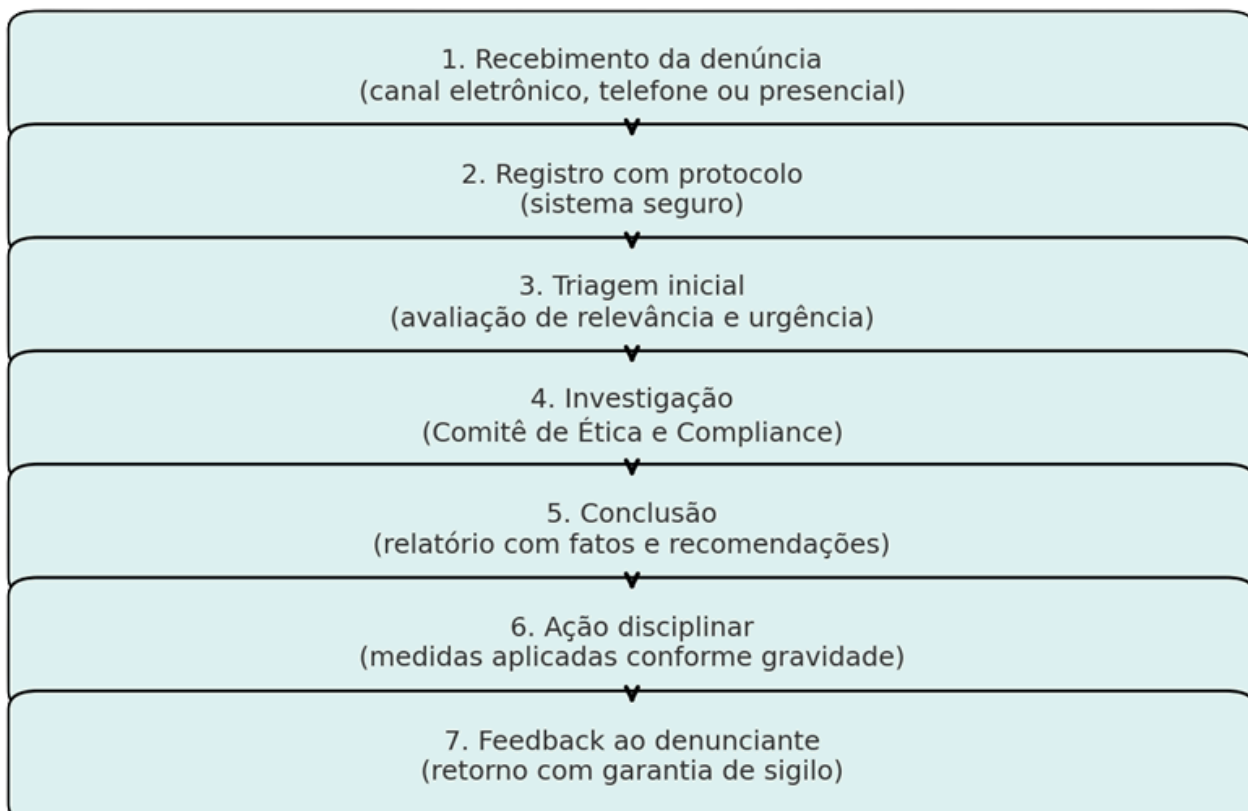 1. Recebimento da denúncia
(canal eletrônico, telefone ou presencial)
2. Registro com protocolo
(sistema seguro)
3. Triagem inicial
(avaliação de relevância e urgência)
4. Investigação
(Comitê de Ética e Compliance)
5. Conclusão
(relatório com fatos e recomendações)
6. Ação disciplinar
(medidas aplicadas conforme gravidade)
7. Feedback ao denunciante
(retorno com garantia de sigilo)